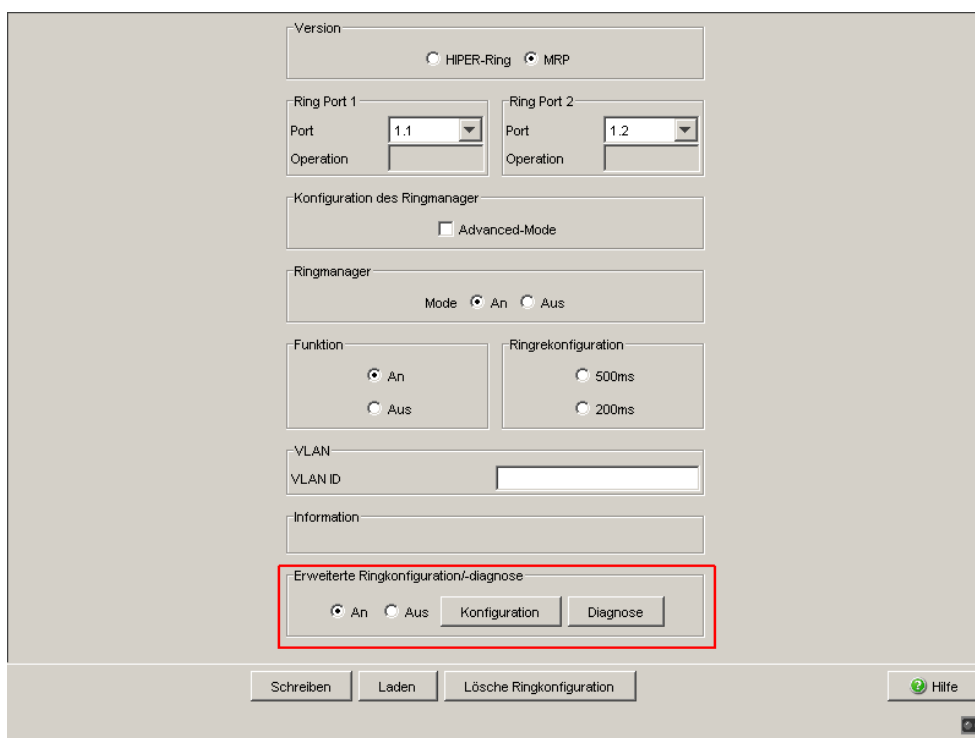 Version
HIPER-Ring MRP
Ring Port 1 Ring Port 2
Port 1.1 Port 1.2
Operation Operation
Konfiguration des Ringmanager
Advanced-Mode
Ringmanager
Mode An Aus
Funktion Ringrekonfiguration
An 500ms
Aus 200ms
VLAN
VLAN ID
Information
Erweiterte Ringkonfiguration/-diagnose
An Aus Konfiguration Diagnose
Schreiben Laden Lösche Ringkonfiguration Hilfe